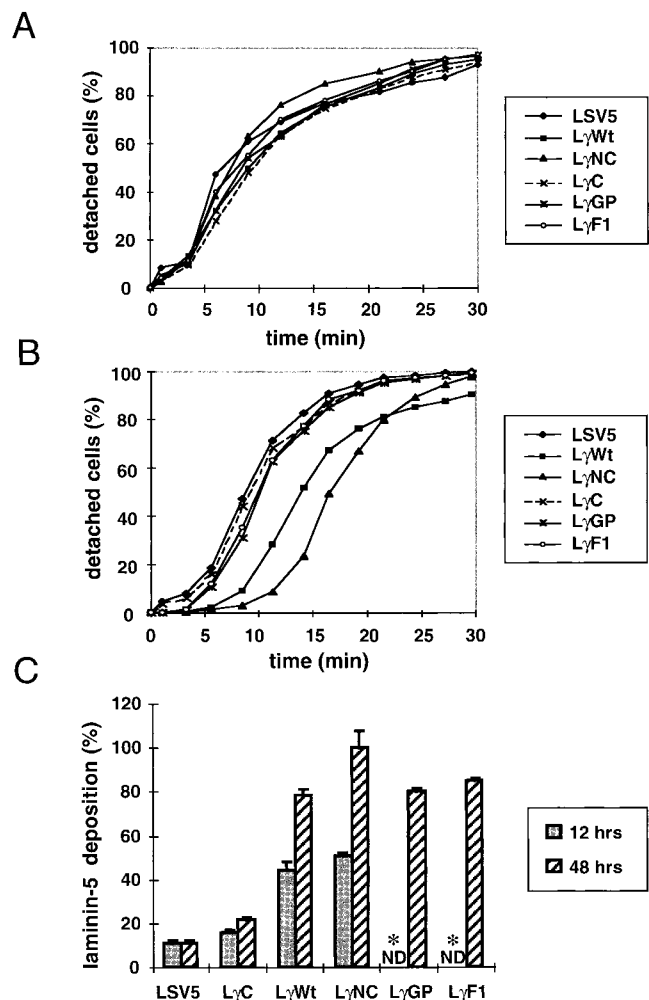 A
detached cells (%)
100
80
60
40
20
0
0 5 10 15 20 25 30
time (min)
LSV5
LγWt
LγNC
LγC
LγGP
LγF1
B
detached cells (%)
100
80
60
40
20
0
0 5 10 15 20 25 30
time (min)
LSV5
LγWt
LγNC
LγC
LγGP
LγF1
C
laminin-5 deposition (%)
120
100
80
60
40
20
0
* *
ND ND
LSV5 LγC LγWt LγNC LγGP LγF1
12 hrs
48 hrs